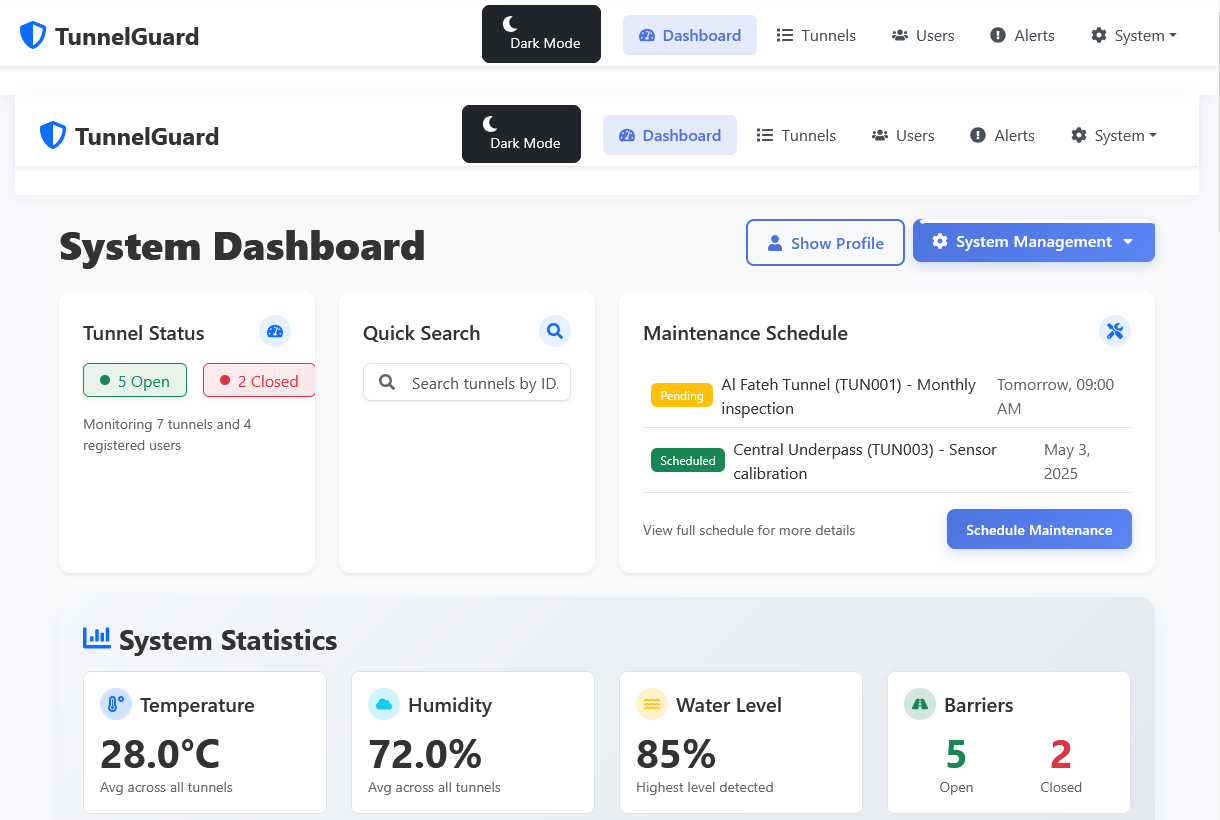 TunnelGuard
Dark Mode
Dashboard
Tunnels
Users
Alerts
System
TunnelGuard
Dark Mode
Dashboard
Tunnels
Users
Alerts
System
System Dashboard
Show Profile
System Management
Tunnel Status
5 Open
2 Closed
Monitoring 7 tunnels and 4
registered users
Quick Search
Search tunnels by ID.
Maintenance Schedule
Pending
Al Fateh Tunnel (TUN001) - Monthly
inspection
Tomorrow, 09:00
AM
Scheduled
Central Underpass (TUN003) - Sensor
calibration
May 3,
2025
View full schedule for more details
Schedule Maintenance
System Statistics
Temperature
28.0°C
Avg across all tunnels
Humidity
72.0%
Avg across all tunnels
Water Level
85%
Highest level detected
Barriers
5
Open
2
Closed